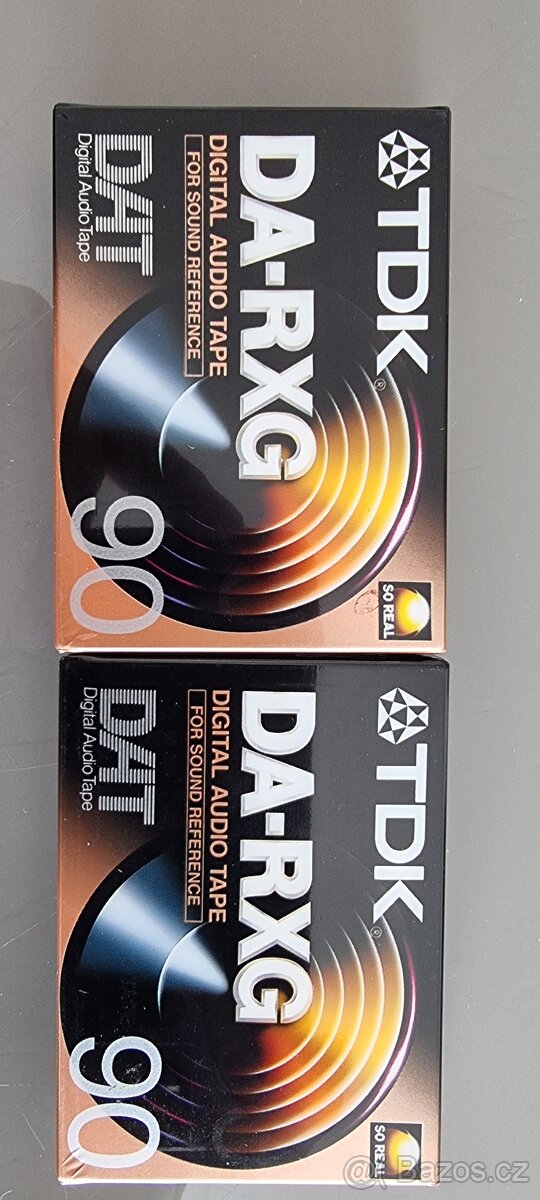 TDK®
DA-RXG
DIGITAL AUDIO TAPE
FOR SOUND REFERENCE
DAT
Digital Audio Tape
90
SO REAL
TDK®
DA-RXG
DIGITAL AUDIO TAPE
FOR SOUND REFERENCE
DAT
Digital Audio Tape
90
SO REAL
Bazos.cz